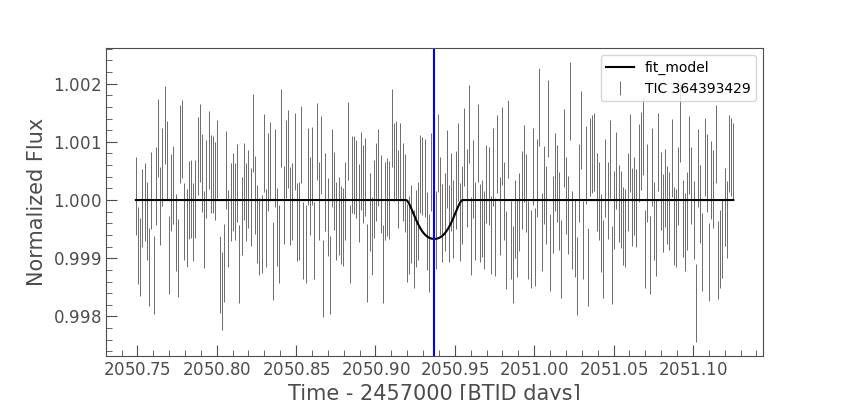 fit_model
TIC 364393429
Normalized Flux
1.002
1.001
1.000
0.999
0.998
2050.75 2050.80 2050.85 2050.90 2050.95 2051.00 2051.05 2051.10
Time - 2457000 [BTJD days]